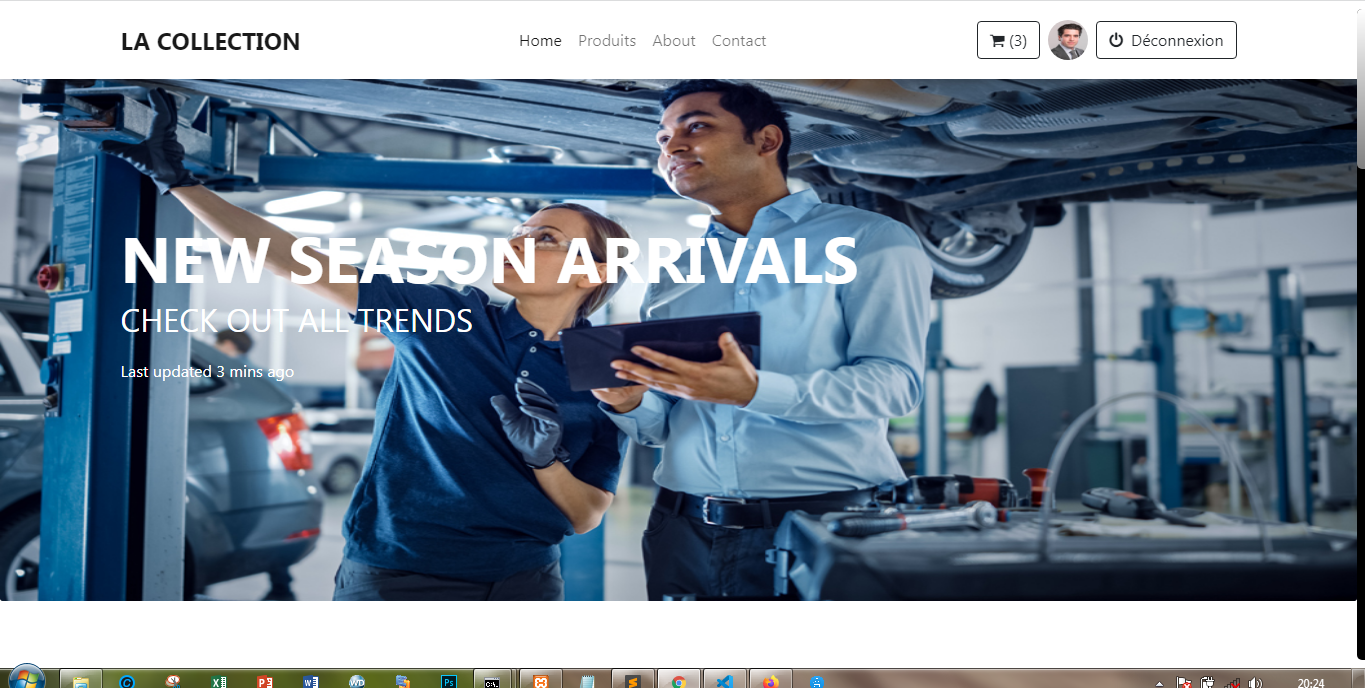 LA COLLECTION
Home Produits About Contact
(3)
Déconnexion
NEW SEASON ARRIVALS
CHECK OUT ALL TRENDS
Last updated 3 mins ago
20:24